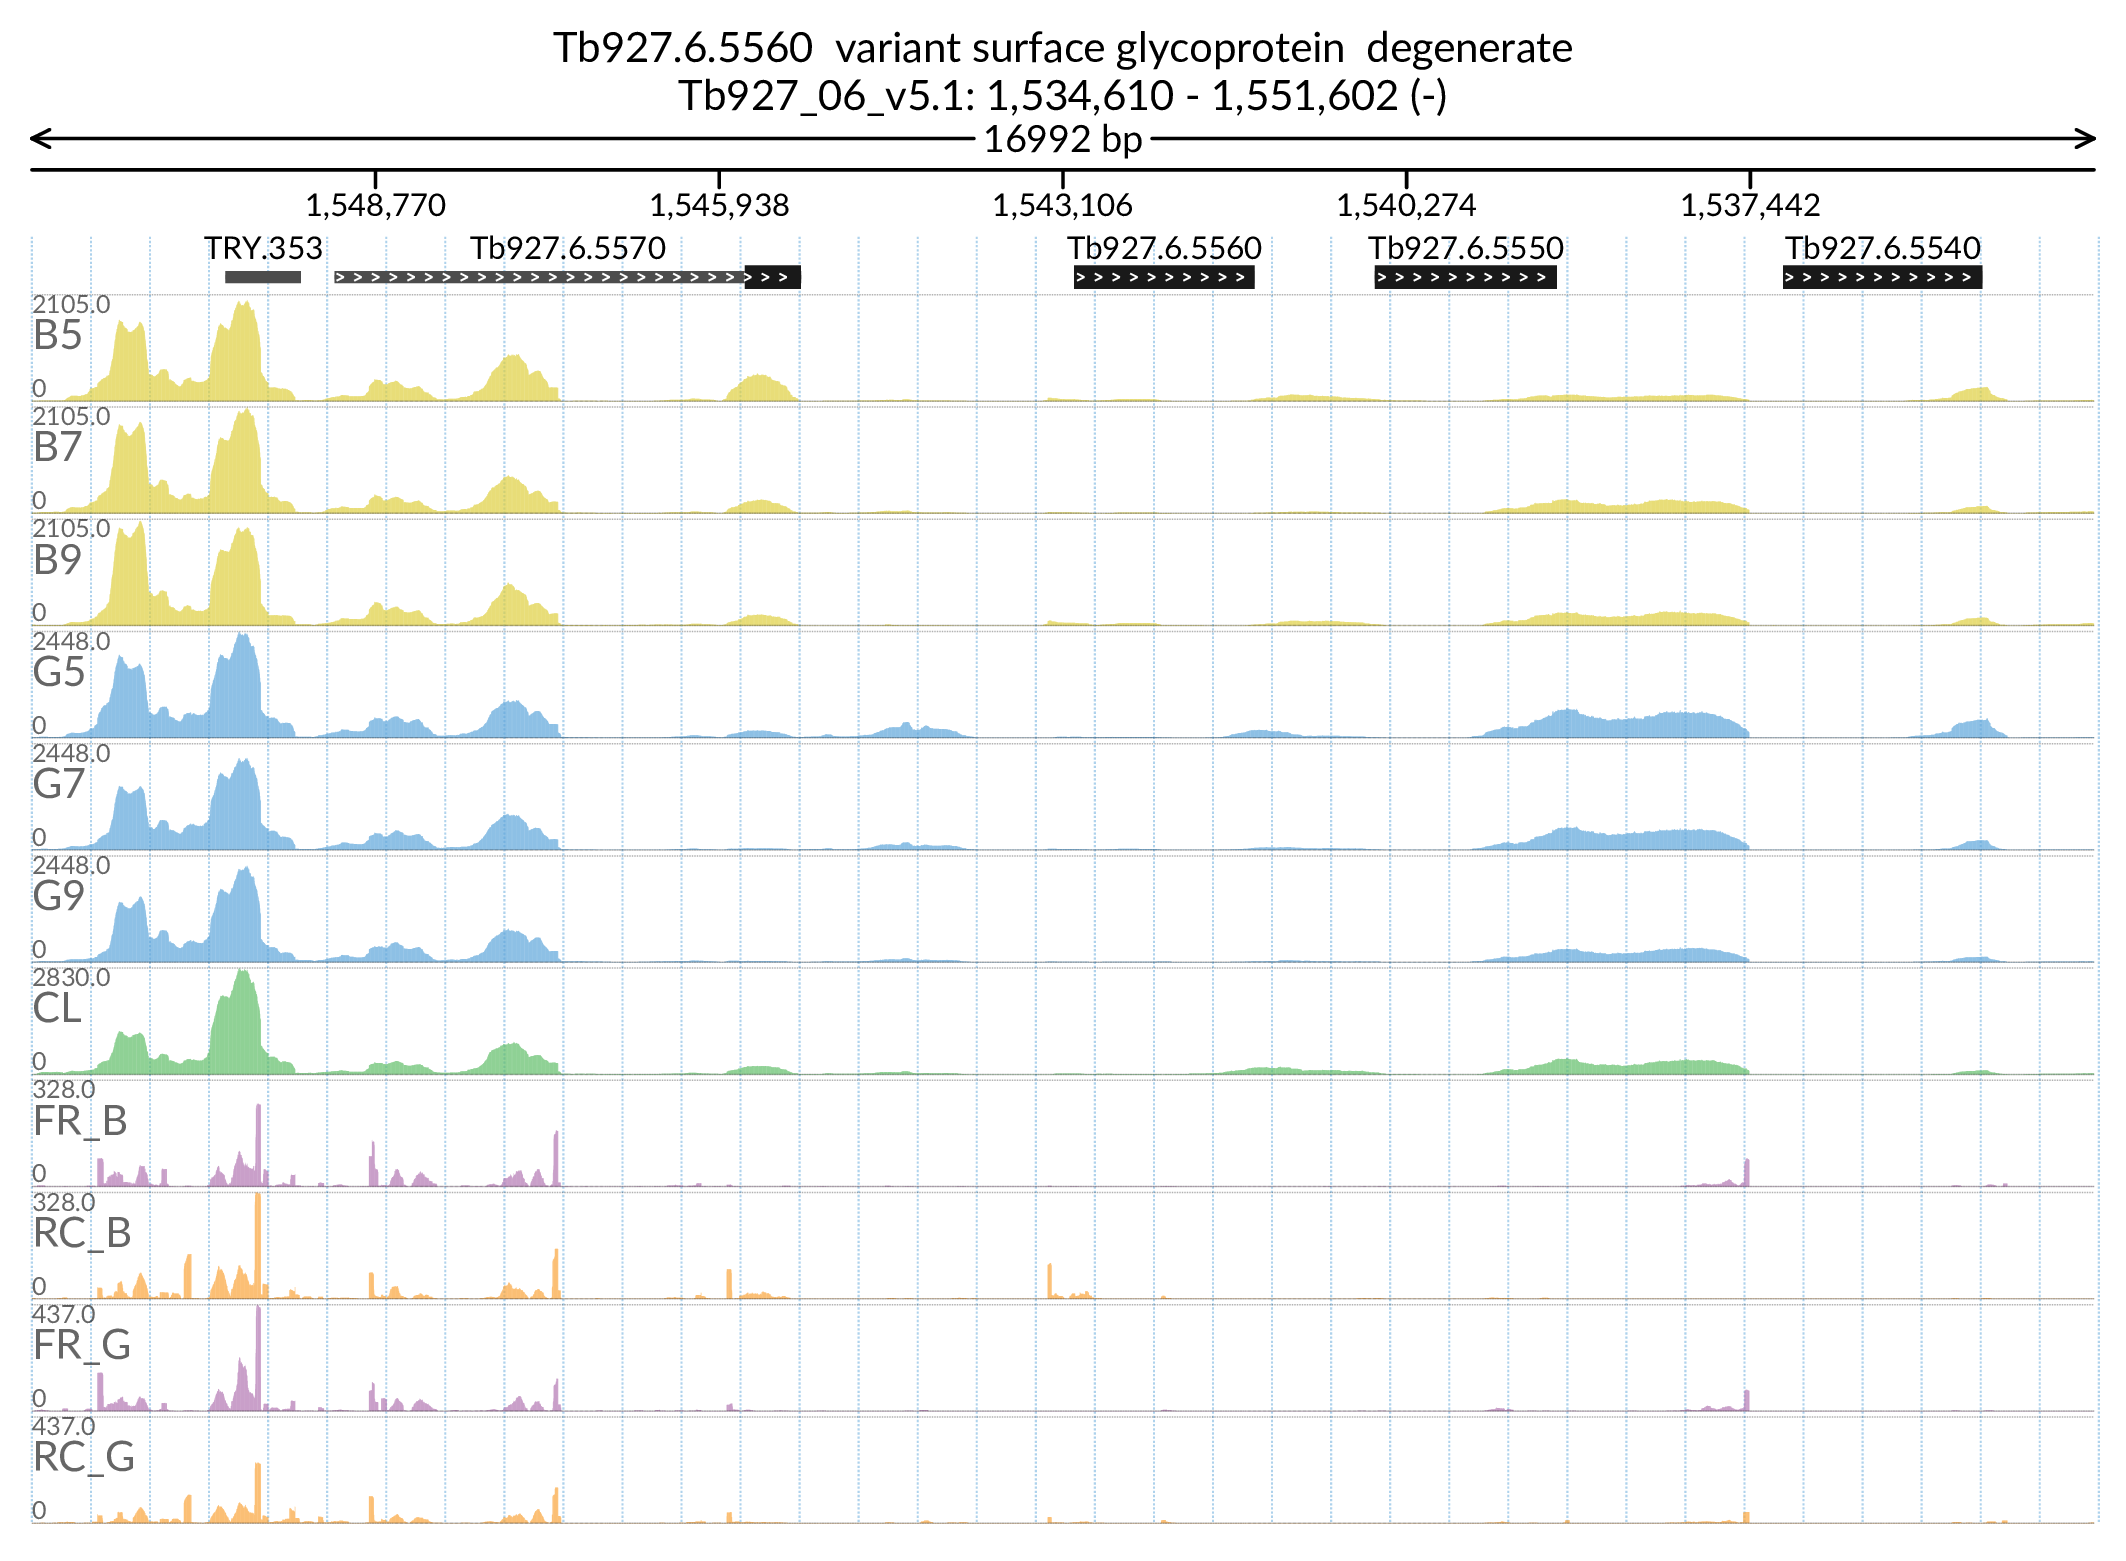 Tb927.6.5560  variant surface glycoprotein  degenerate
Tb927_06_v5.1: 1,534,610 - 1,551,602 (-)
16992 bp
1,548,770 1,545,938 1,543,106 1,540,274 1,537,442
TRY.353 Tb927.6.5570 Tb927.6.5560 Tb927.6.5550 Tb927.6.5540
2105.0
B5
0
2105.0
B7
0
2105.0
B9
0
2448.0
G5
0
2448.0
G7
0
2448.0
G9
0
2830.0
CL
0
328.0
FR_B
0
328.0
RC_B
0
437.0
FR_G
0
437.0
RC_G
0